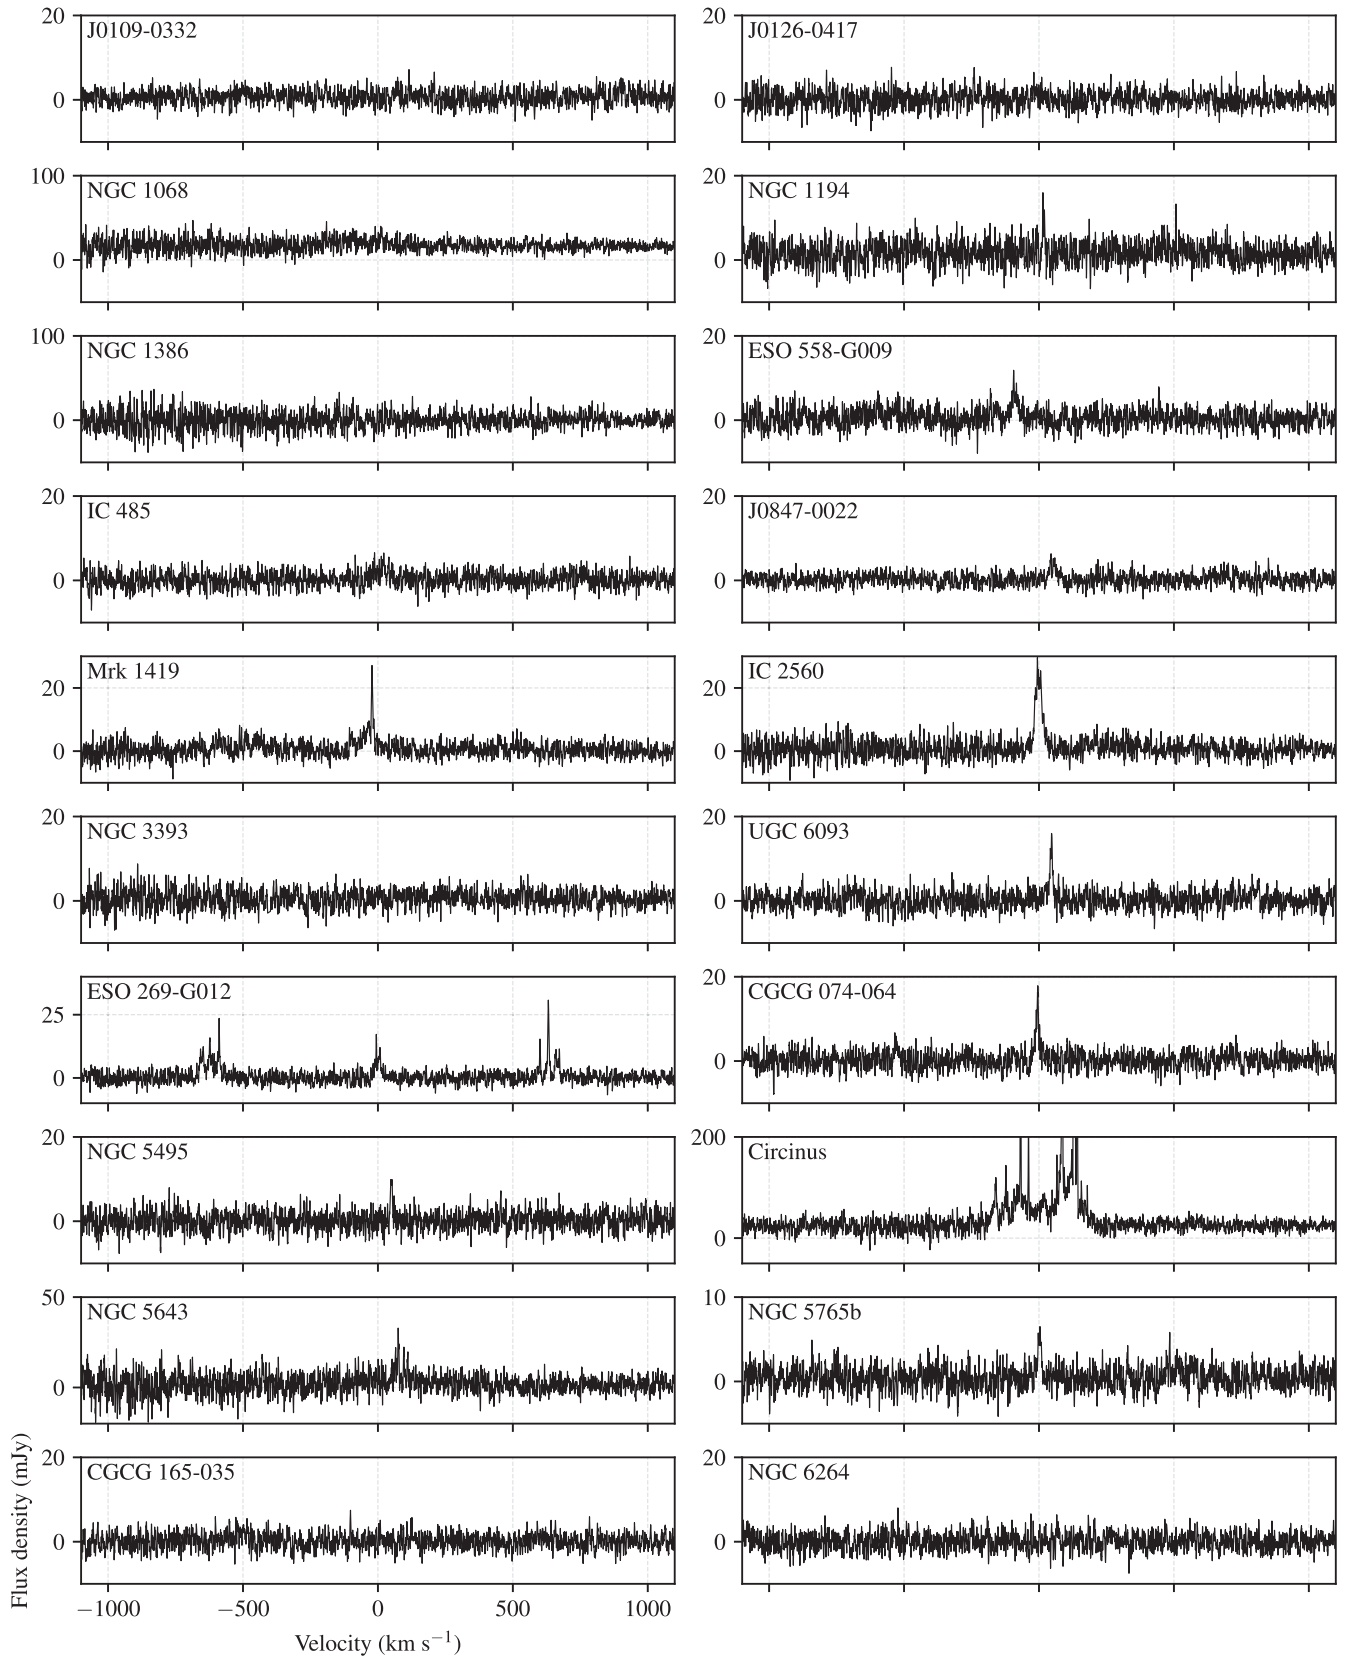 20
J0109-0332
0
J0126-0417
0
100
NGC 1068
0
20
NGC 1194
0
100
NGC 1386
0
20
ESO 558-G009
0
20
IC 485
0
20
J0847-0022
0
Mrk 1419
20
0
IC 2560
20
0
20
NGC 3393
0
20
UGC 6093
0
ESO 269-G012
25
0
20
CGCG 074-064
0
20
NGC 5495
0
200
Circinus
0
50
NGC 5643
0
10
NGC 5765b
0
20
CGCG 165-035
0
20
NGC 6264
0
Flux density (mJy)
−1000 −500 0 500 1000
Velocity (km s⁻¹)